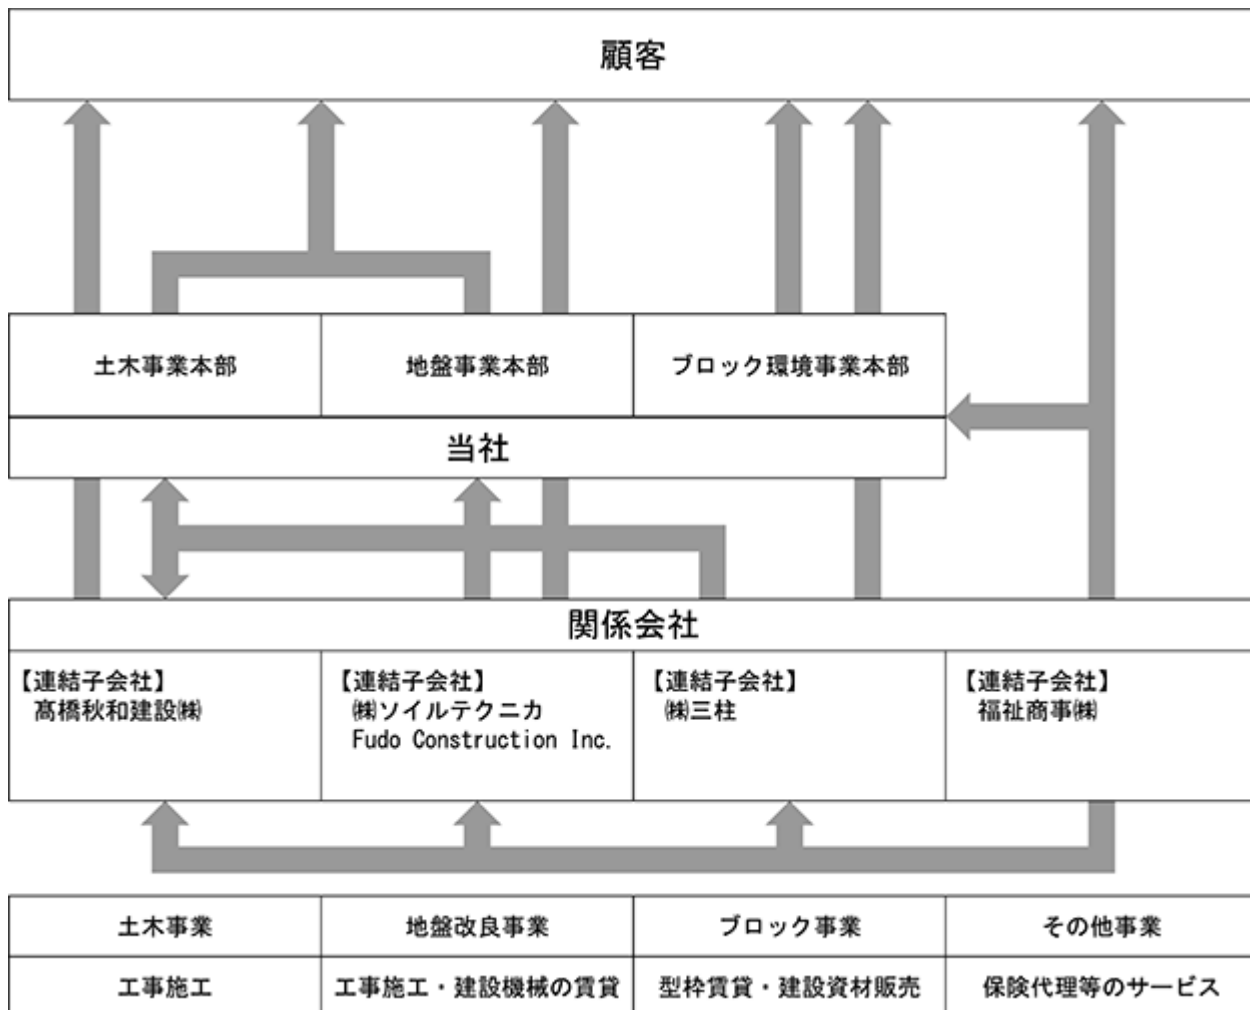 顧客
土木事業本部
地盤事業本部
ブロック環境事業本部
当社
関係会社
【連結子会社】
髙橋秋和建設㈱
【連結子会社】
㈱ソイルテクニカ
Fudo Construction Inc.
【連結子会社】
㈱三柱
【連結子会社】
福祉商事㈱
土木事業
地盤改良事業
ブロック事業
その他事業
工事施工
工事施工・建設機械の賃貸
型枠賃貸・建設資材販売
保険代理等のサービス